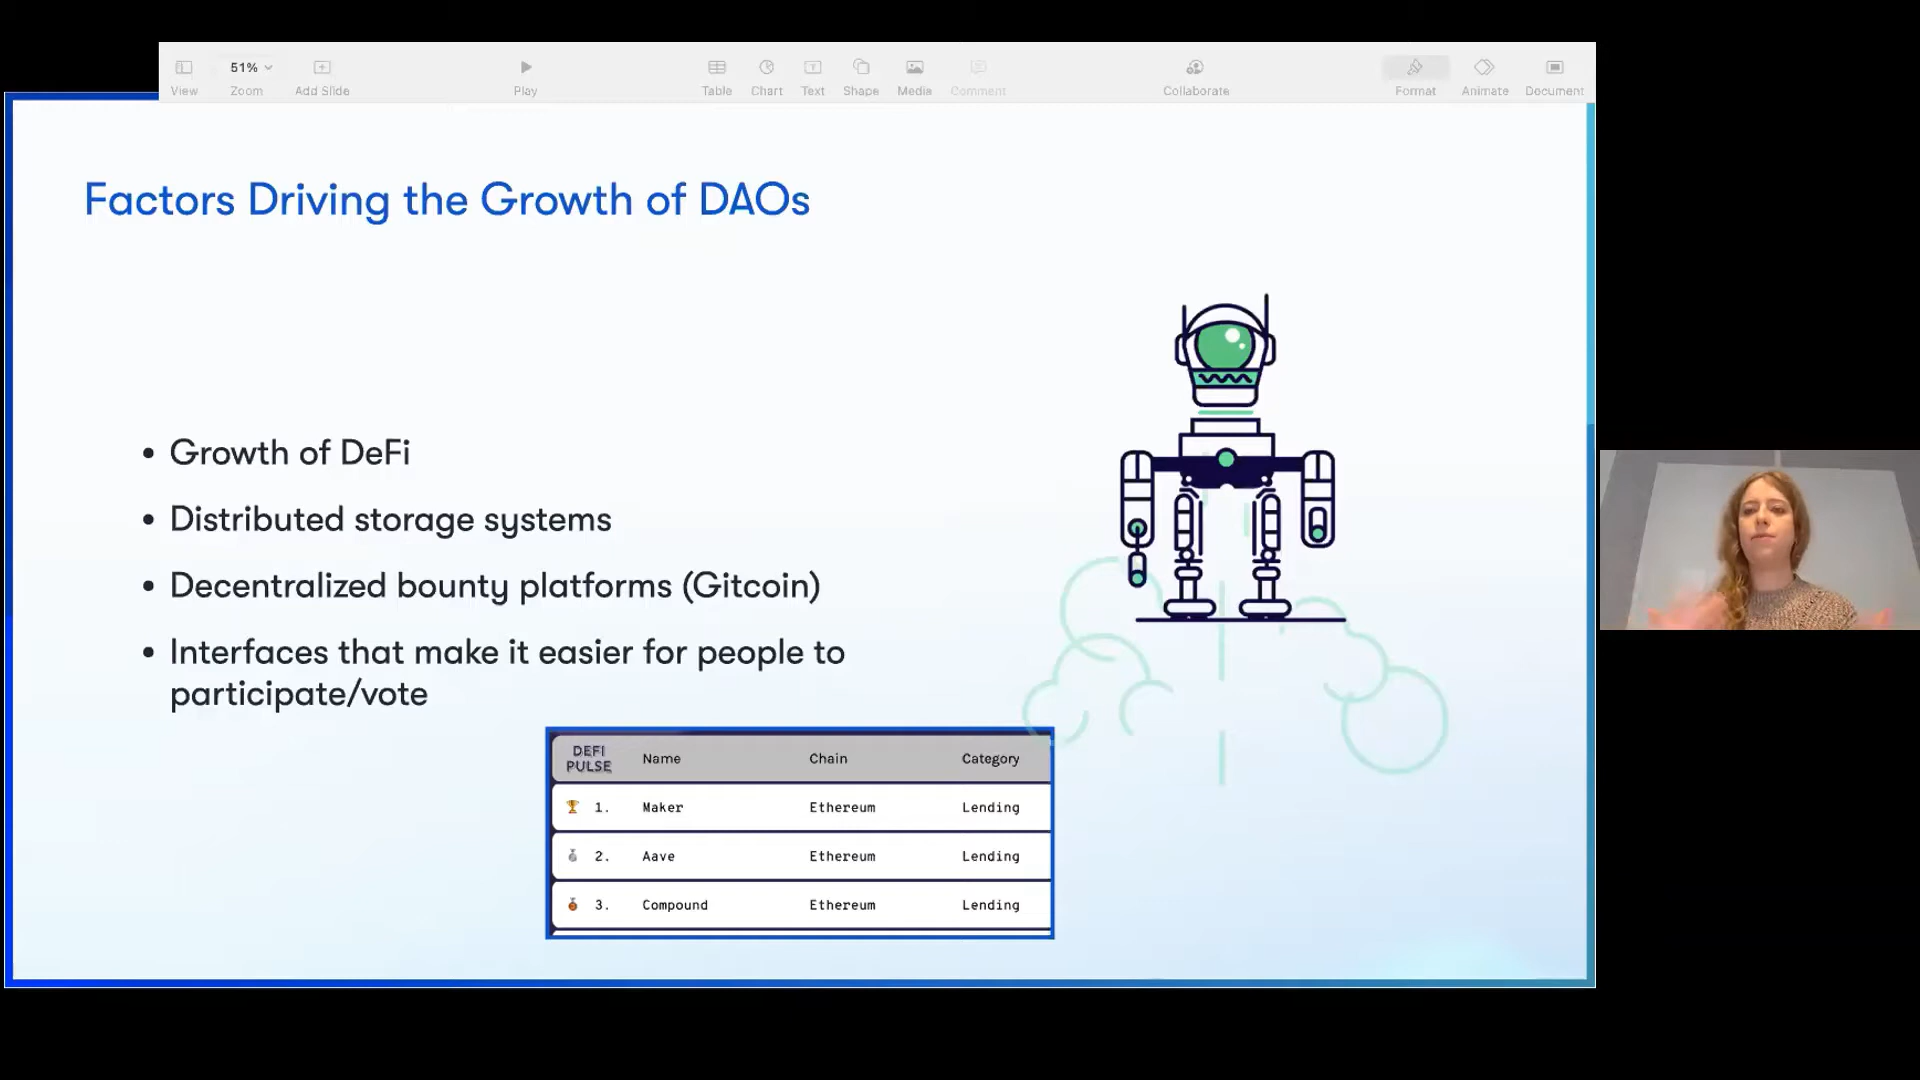 51%
View Zoom Add Slide Play Table Chart Text Shape Media Comment Collaborate Format Animate Document
Factors Driving the Growth of DAOs
• Growth of DeFi
• Distributed storage systems
• Decentralized bounty platforms (Gitcoin)
• Interfaces that make it easier for people to
participate/vote
DEFI
PULSE Name Chain Category
1. Maker Ethereum Lending
2. Aave Ethereum Lending
3. Compound Ethereum Lending